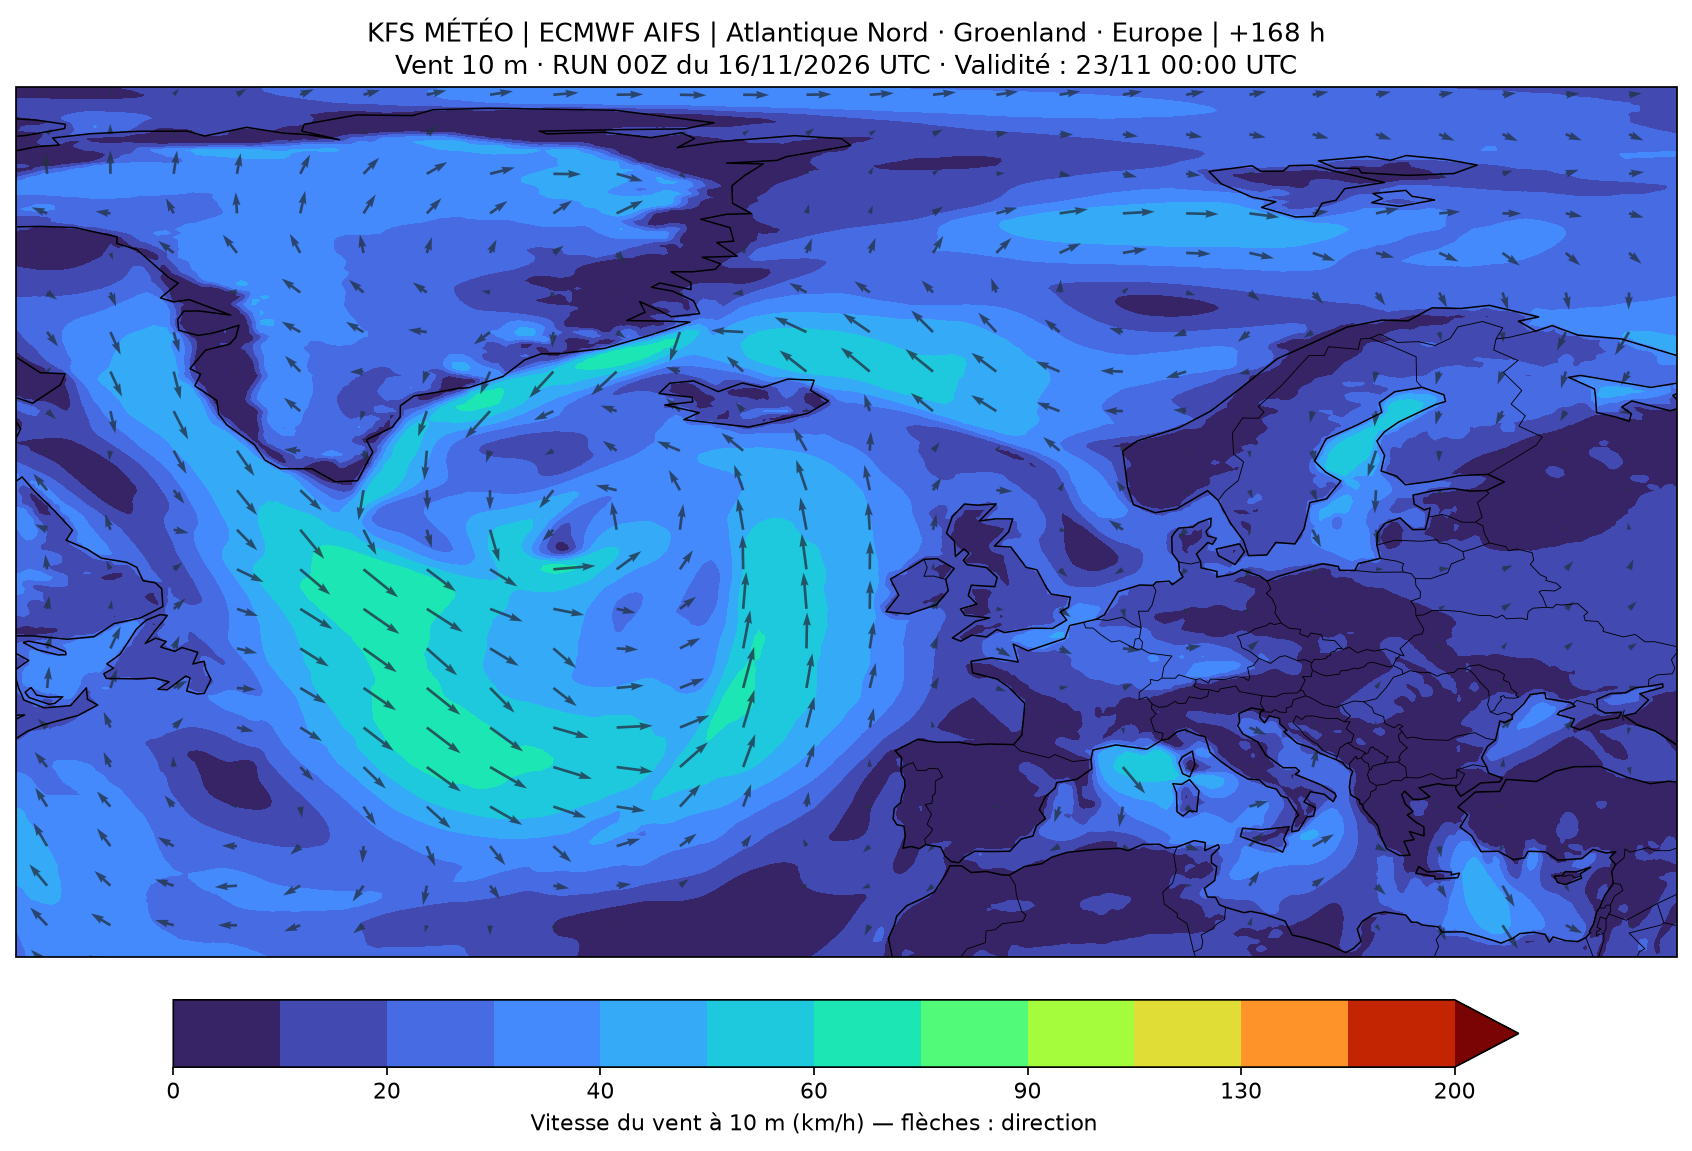 KFS MÉTÉO | ECMWF AIFS | Atlantique Nord · Groenland · Europe | +168 h
Vent 10 m · RUN 00Z du 16/11/2026 UTC · Validité : 23/11 00:00 UTC
0 20 40 60 90 130 200
Vitesse du vent à 10 m (km/h) — flèches : direction